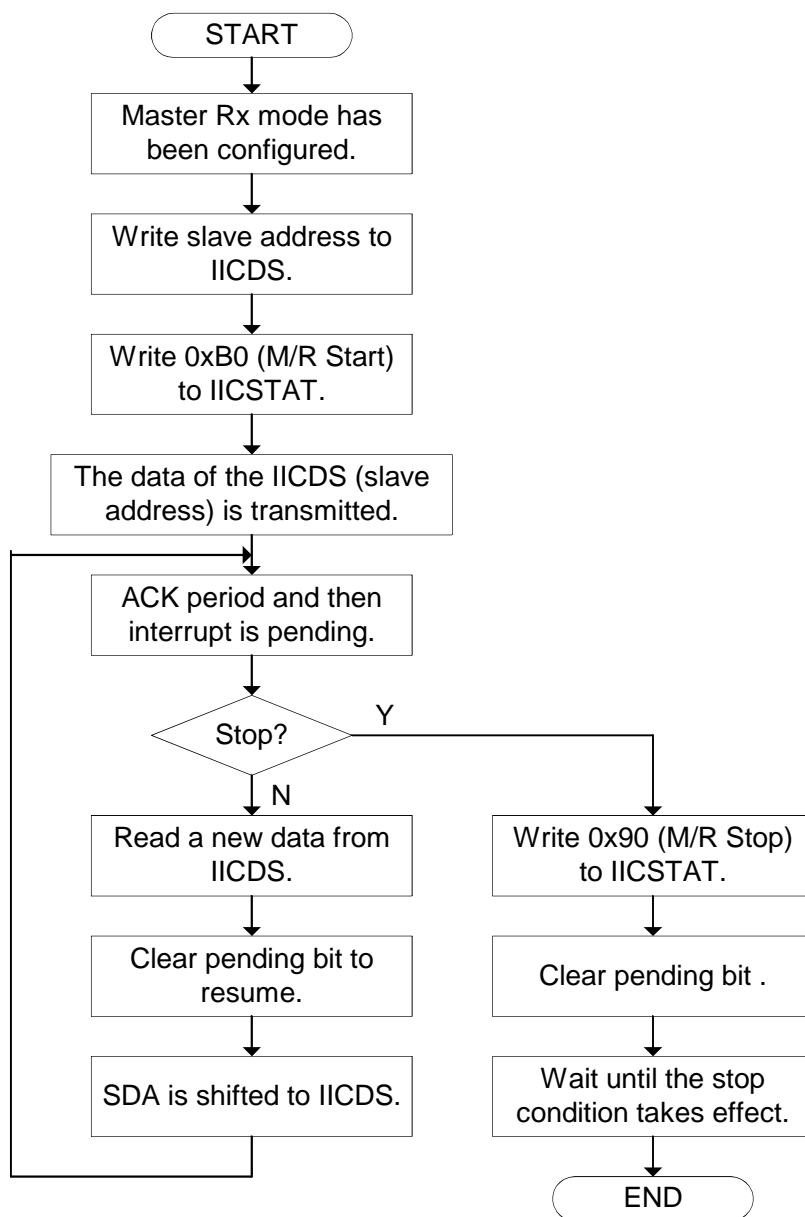 START
Master Rx mode has
been configured.
Write slave address to
IICDS.
Write 0xB0 (M/R Start)
to IICSTAT.
The data of the IICDS (slave
address) is transmitted.
ACK period and then
interrupt is pending.
Stop?
Y
N
Read a new data from
IICDS.
Clear pending bit to
resume.
SDA is shifted to IICDS.
Write 0x90 (M/R Stop)
to IICSTAT.
Clear pending bit .
Wait until the stop
condition takes effect.
END